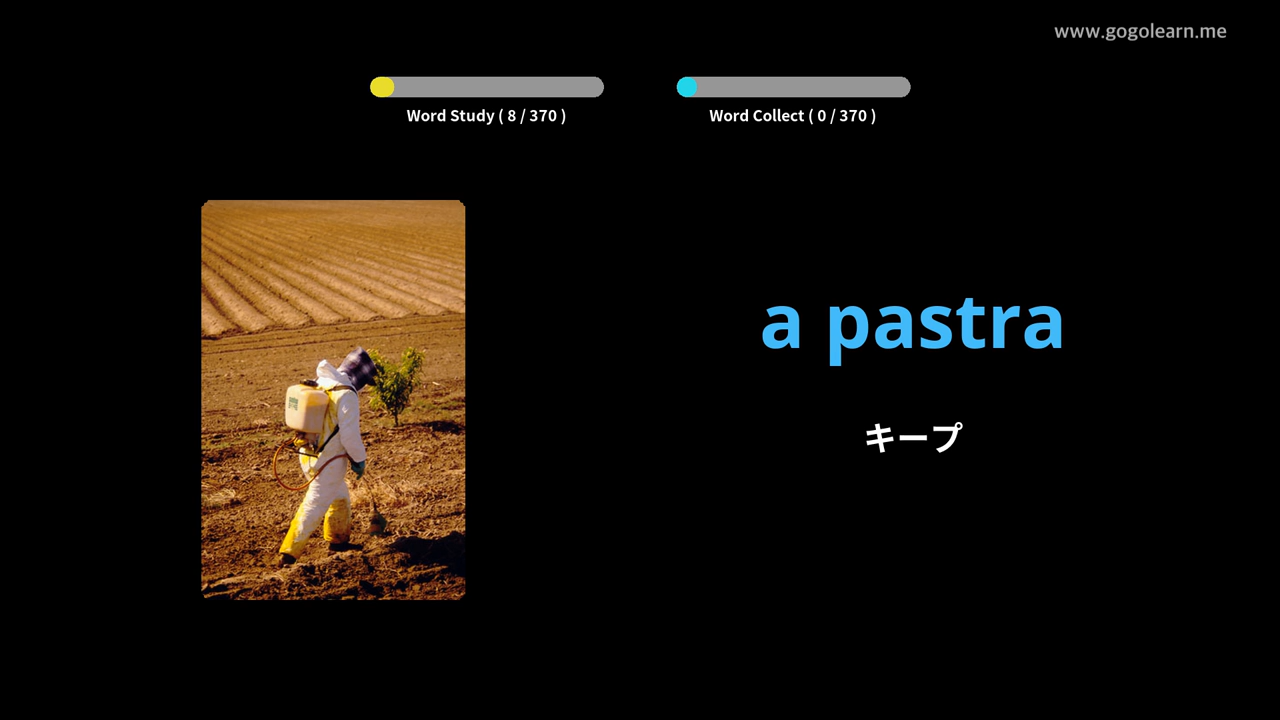 www.gogolearn.me
Word Study ( 8 / 370 )
Word Collect ( 0 / 370 )
a pastra
キープ